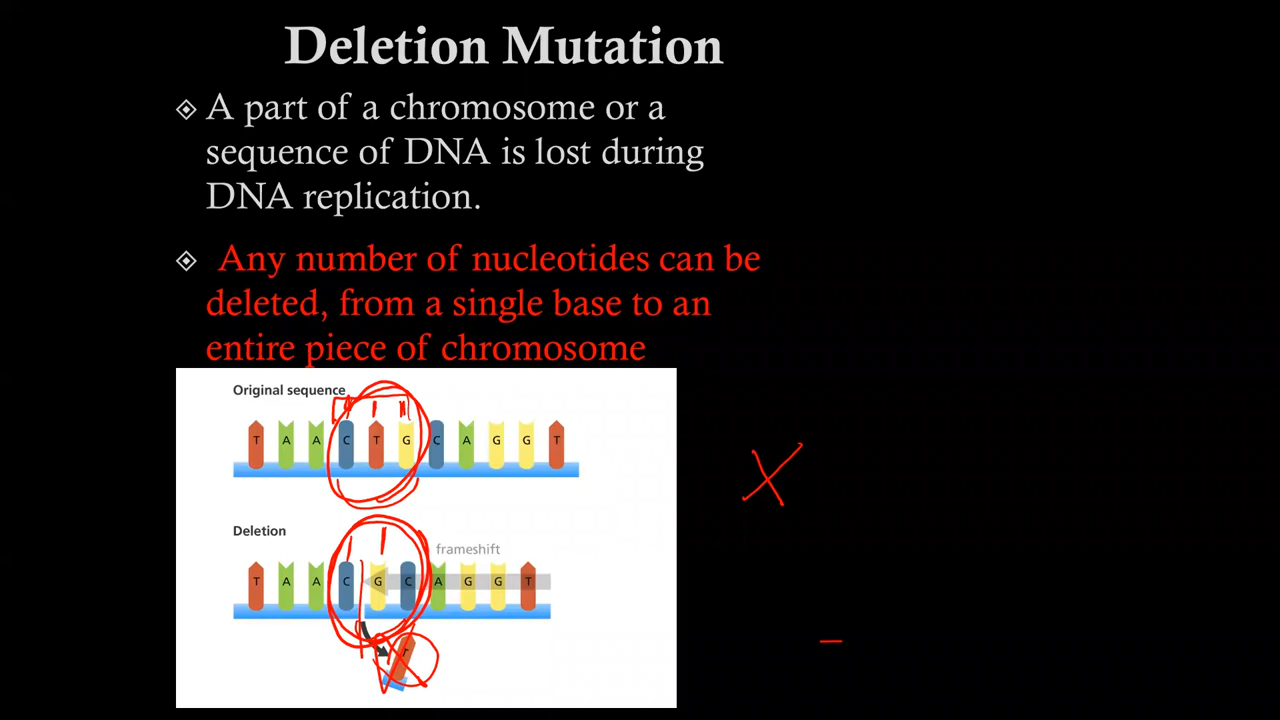 Deletion Mutation
A part of a chromosome or a
sequence of DNA is lost during
DNA replication.
Any number of nucleotides can be
deleted, from a single base to an
entire piece of chromosome
Original sequence
T A A C T G C A G G T
Deletion
frameshift
T A A C G C A G G T
T